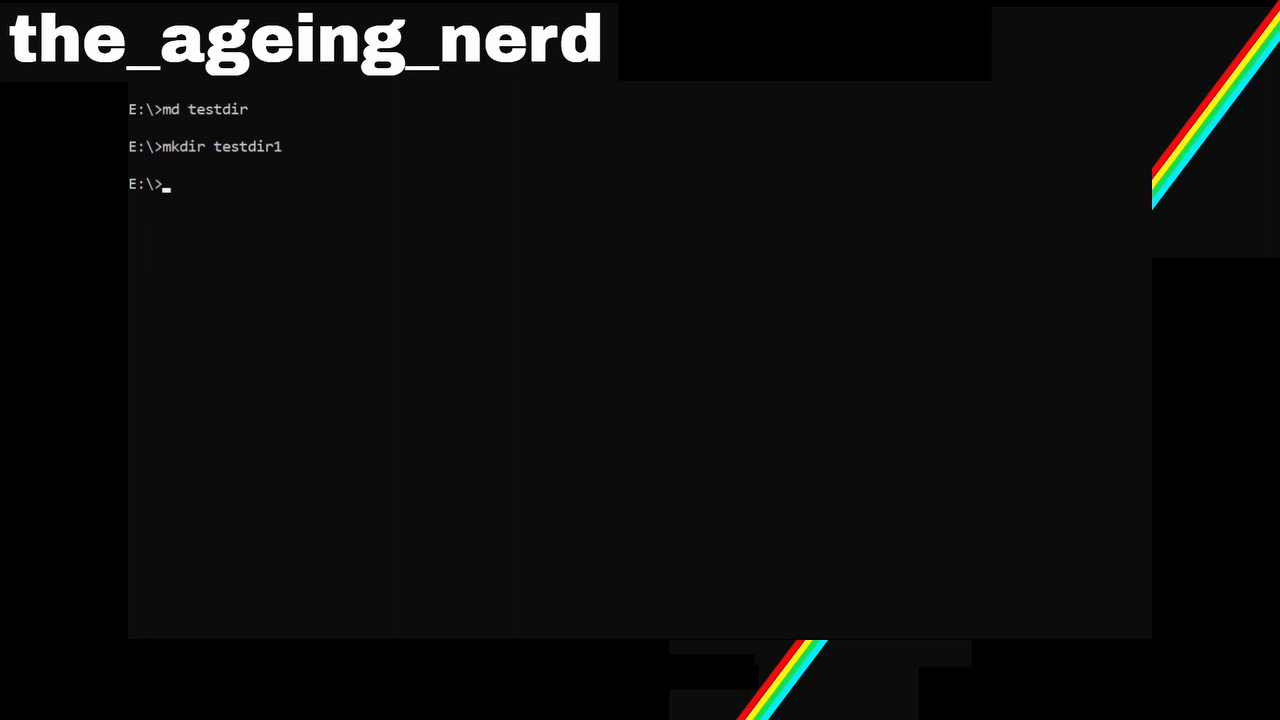 the_ageing_nerd
E:\>md testdir
E:\>mkdir testdir1
E:\>_